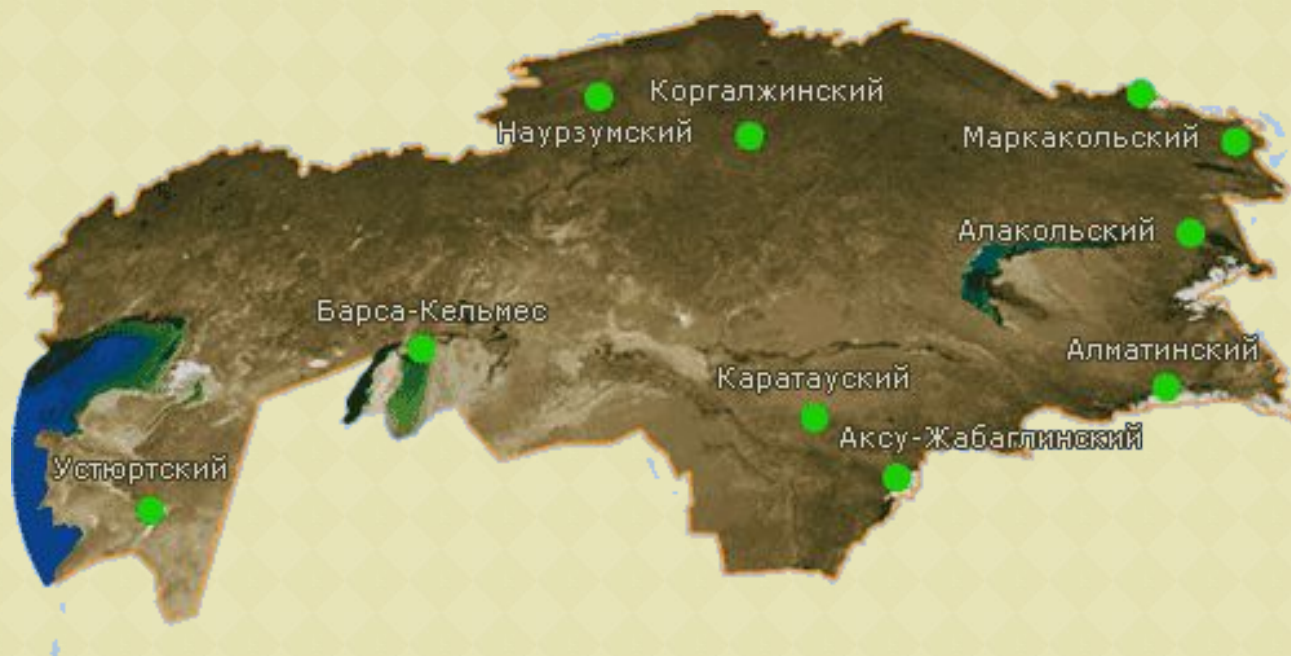 Коргалжинский
Наурзумский
Маркакольский
Алакольский
Барса-Кельмес
Алматинский
Каратауский
Аксу-Жабаглинский
Устюртский